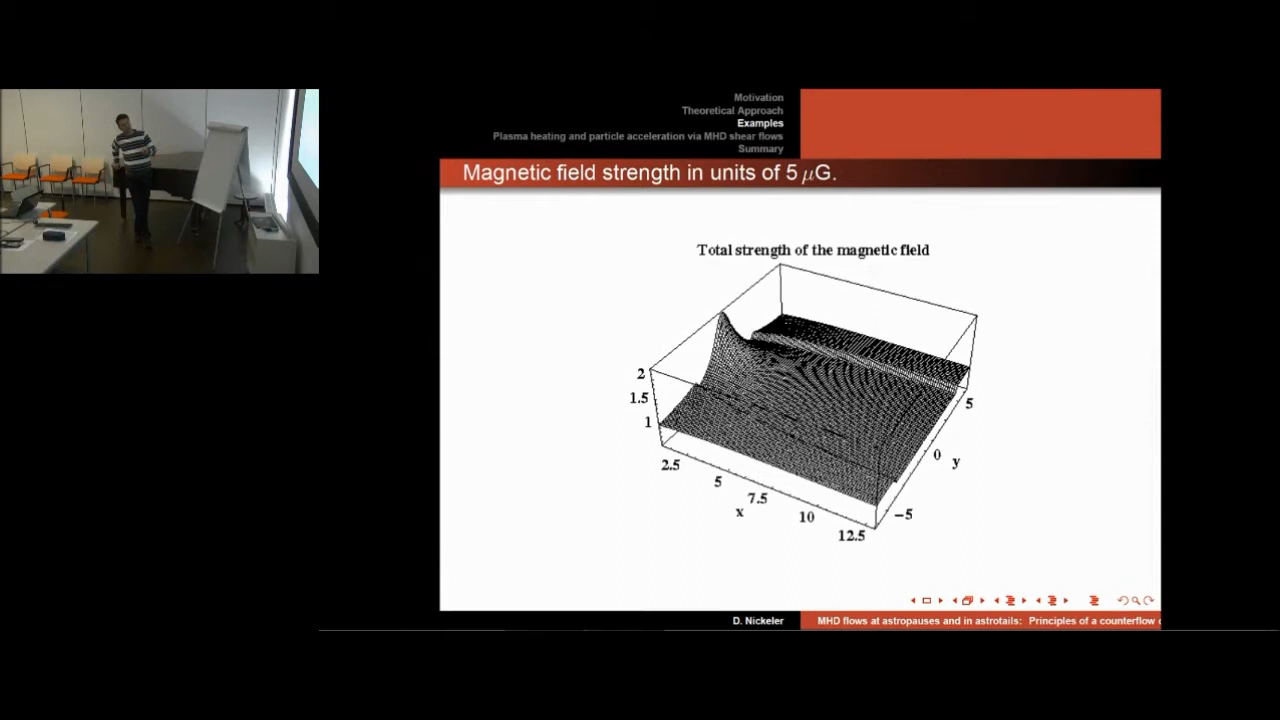 Motivation
Theoretical Approach
Examples
Plasma heating and particle acceleration via MHD shear flows
Summary
Magnetic field strength in units of 5 μG.
Total strength of the magnetic field
2
1.5
1
2.5
5
7.5
10
12.5
x
5
0
−5
y
D. Nickeler
MHD flows at astropauses and in astrotails: Principles of a counterflow